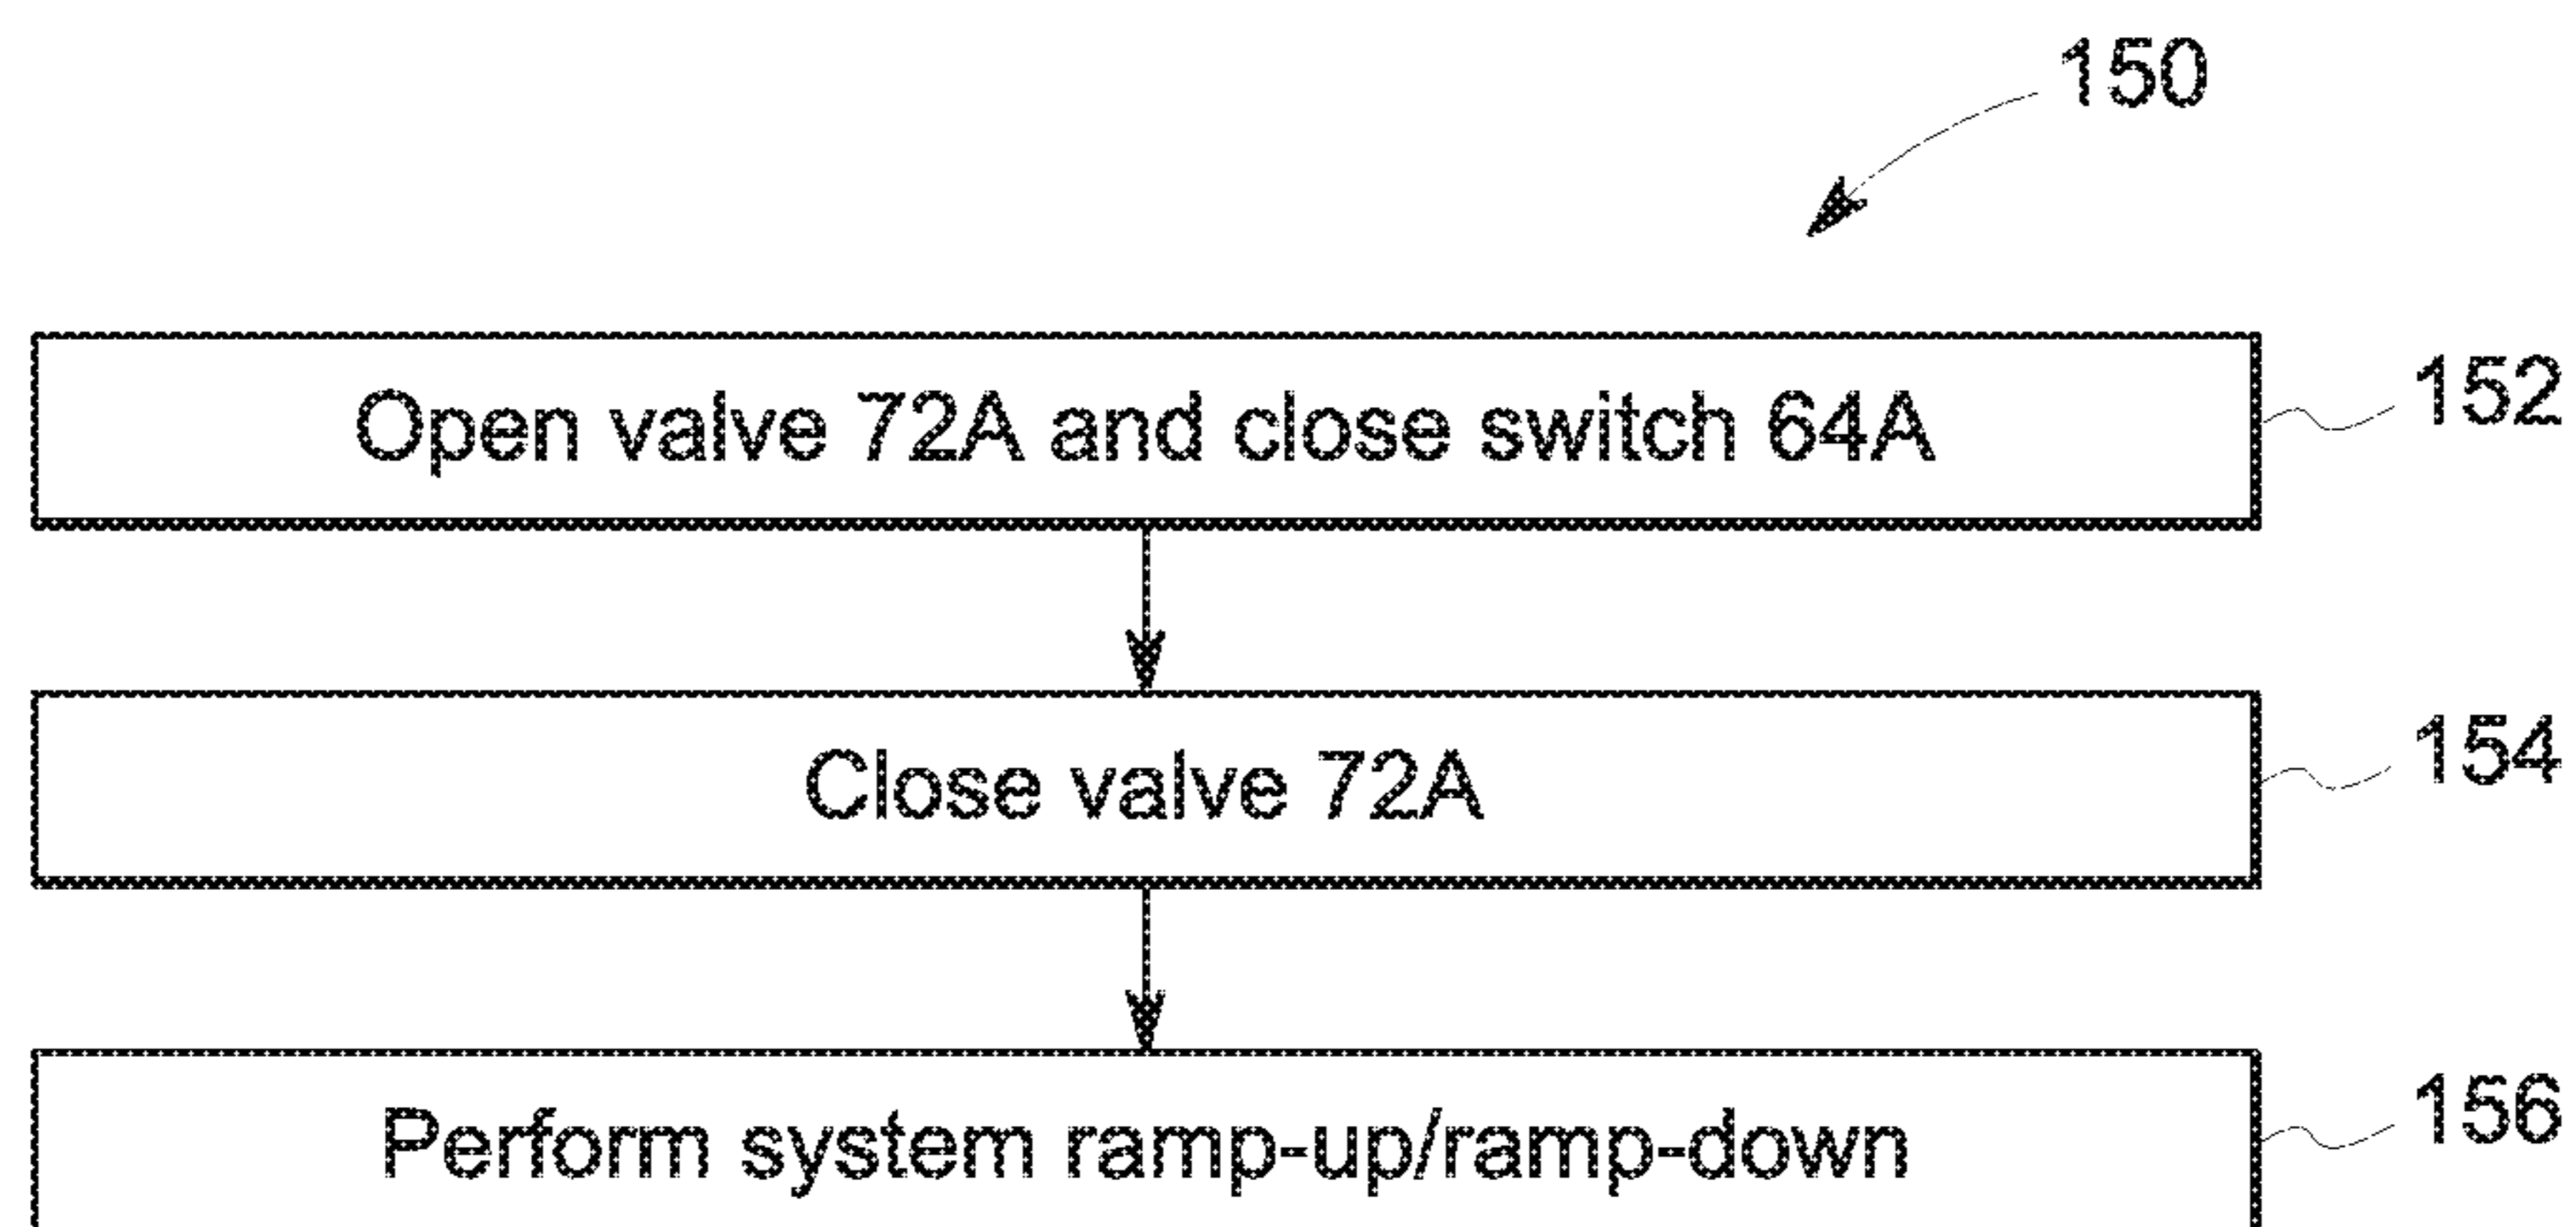 150
Open valve 72A and close switch 64A
152
Close valve 72A
154
Perform system ramp-up/ramp-down
156